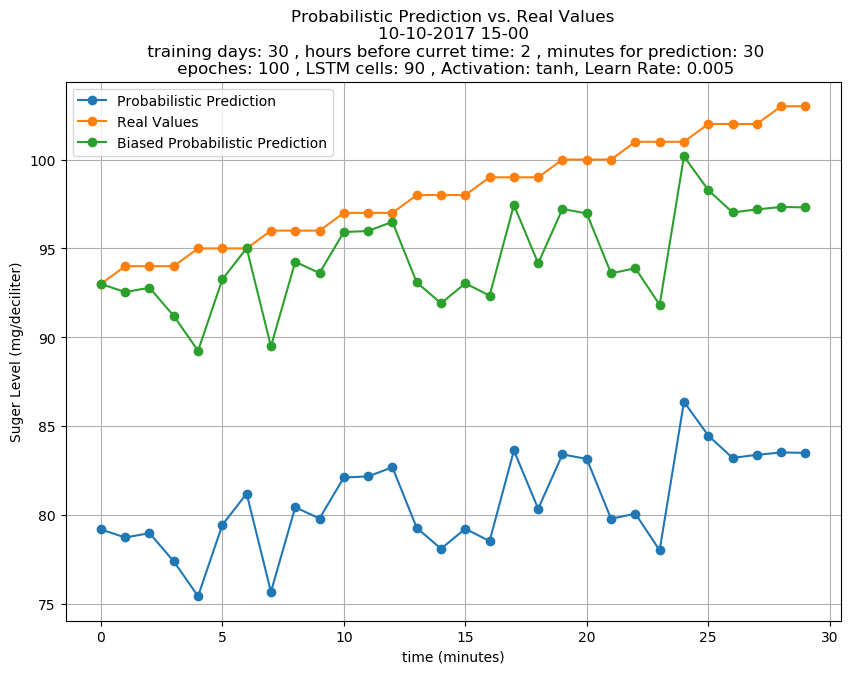 Probabilistic Prediction vs. Real Values
10-10-2017 15-00
training days: 30 , hours before curret time: 2 , minutes for prediction: 30
epoches: 100 , LSTM cells: 90 , Activation: tanh, Learn Rate: 0.005
Probabilistic Prediction
Real Values
Biased Probabilistic Prediction
Suger Level (mg/deciliter)
100
95
90
85
80
75
0 5 10 15 20 25 30
time (minutes)